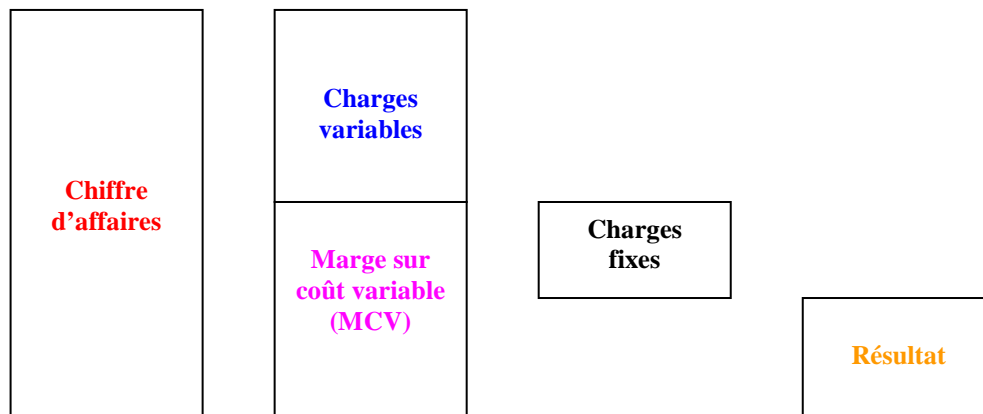 Chiffre
d’affaires
Charges
variables
Marge sur
coût variable
(MCV)
Charges
fixes
Résultat